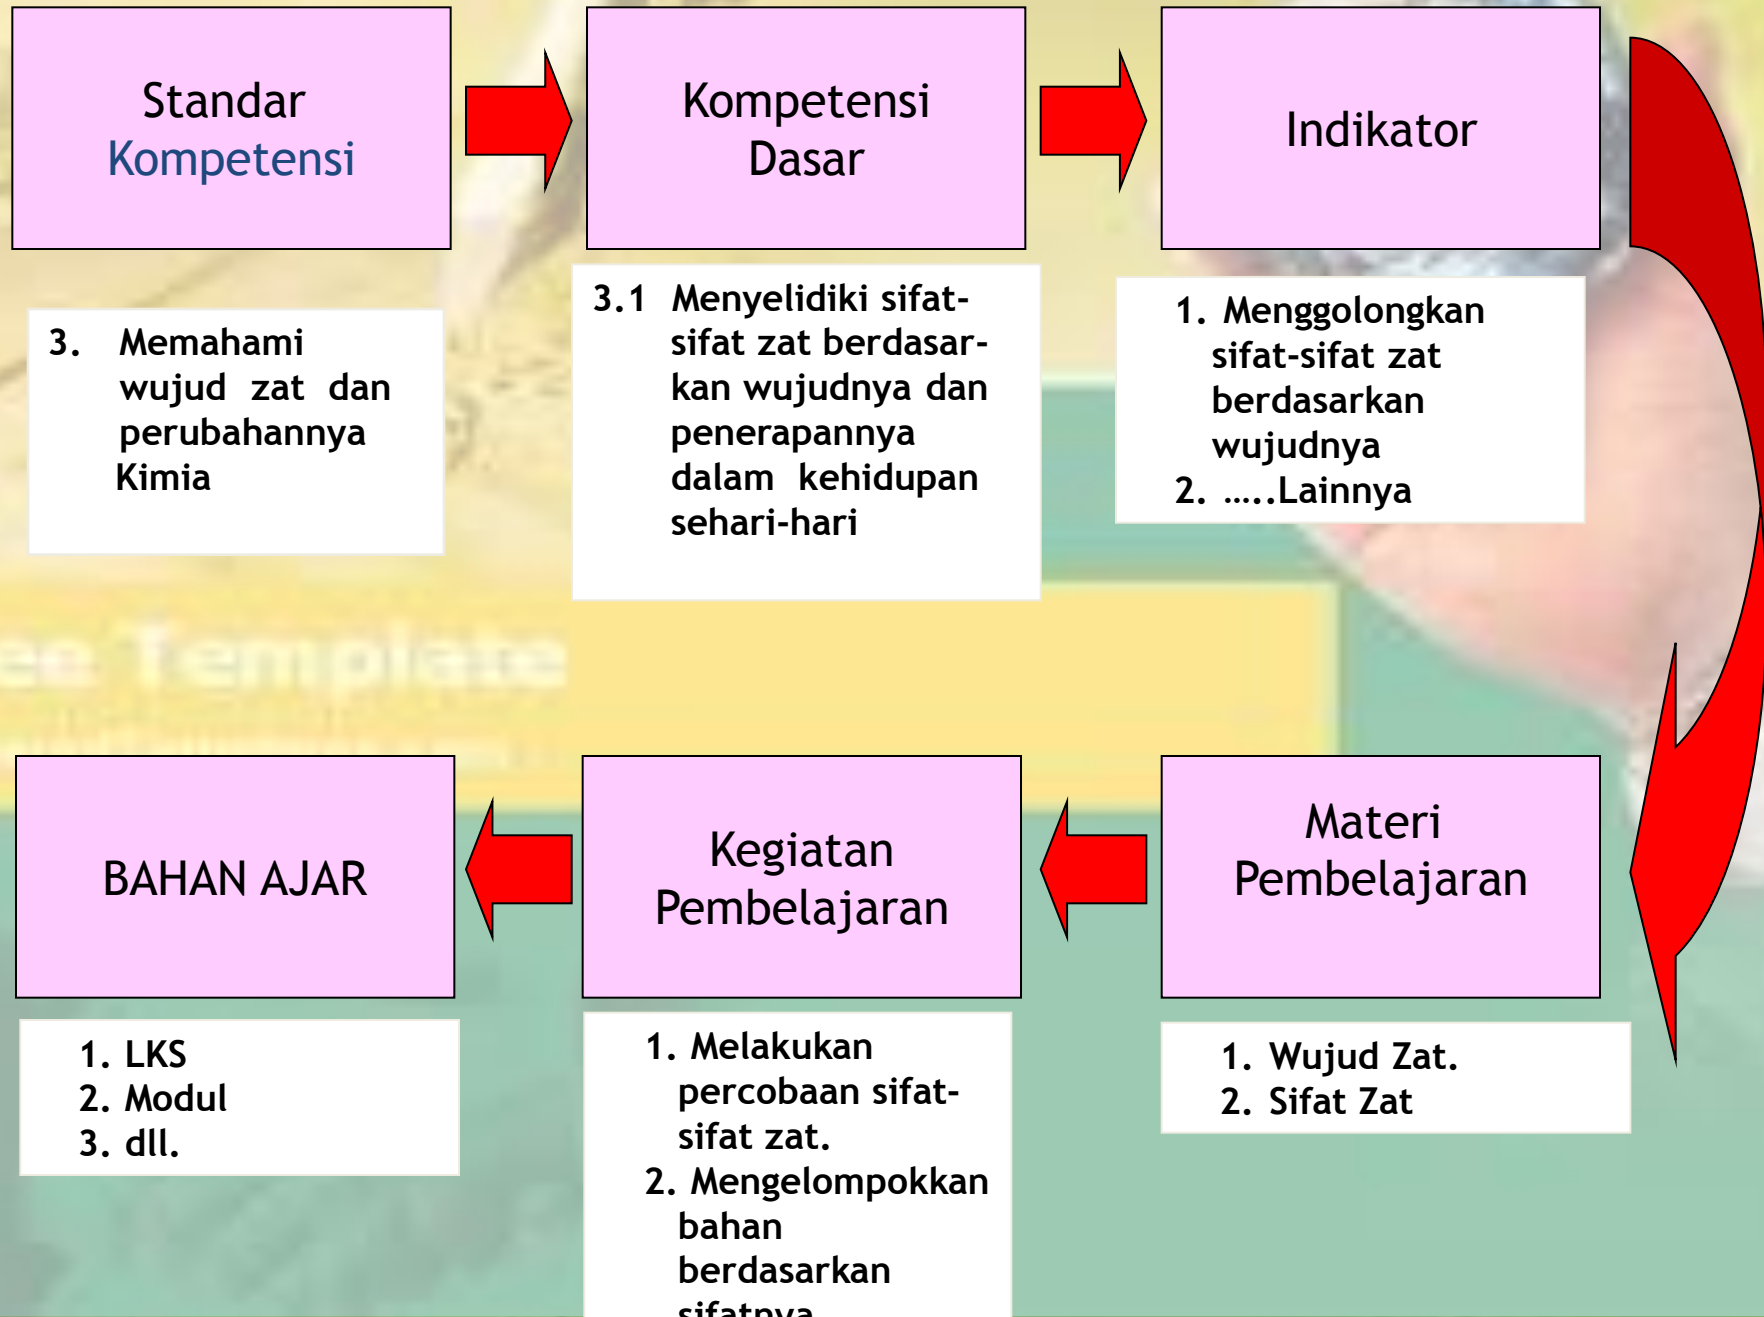 Standar
Kompetensi
Kompetensi
Dasar
Indikator
3. Memahami
wujud zat dan
perubahannya
Kimia
3.1 Menyelidiki sifat-
sifat zat berdasar-
kan wujudnya dan
penerapannya
dalam kehidupan
sehari-hari
1. Menggolongkan
sifat-sifat zat
berdasarkan
wujudnya
2. …..Lainnya
ee Template
BAHAN AJAR
Kegiatan
Pembelajaran
Materi
Pembelajaran
1. LKS
2. Modul
3. dll.
1. Melakukan
percobaan sifat-
sifat zat.
2. Mengelompokkan
bahan
berdasarkan
sifatnya
1. Wujud Zat.
2. Sifat Zat